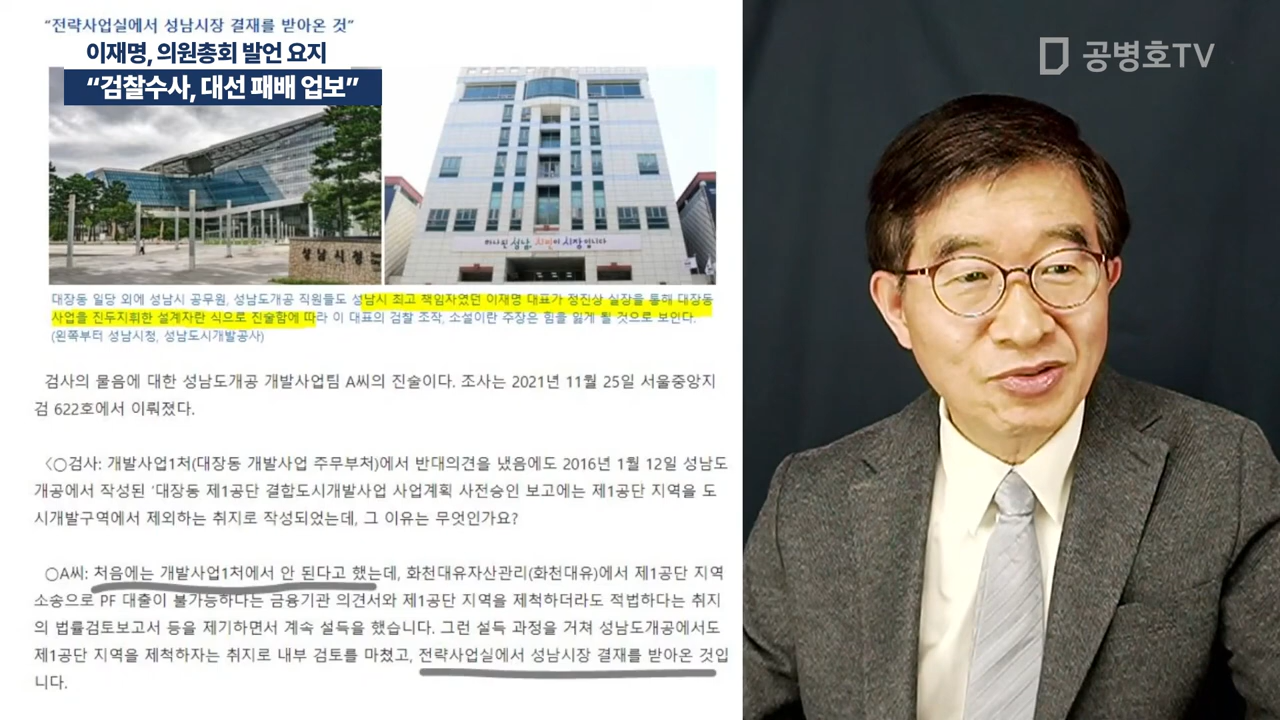 "전략사업실에서 성남시장 결재를 받아온 것"
이재명, 의원총회 발언 요지
“검찰수사, 대선 패배 업보”
공병호TV
성남시청
대장동 일당 외에 성남시 공무원, 성남도개공 직원들도 성남시 최고 책임자였던 이재명 대표가 정진상 실장을 통해 대장동
사업을 진두지휘한 설계자란 식으로 진술함에 따라 이 대표의 검찰 조작, 소설이란 주장은 힘을 잃게 될 것으로 보인다.
(왼쪽부터 성남시청, 성남도시개발공사)
검사의 물음에 대한 성남도개공 개발사업팀 A씨의 진술이다. 조사는 2021년 11월 25일 서울중앙지
검 622호에서 이뤄졌다.
〈○검사: 개발사업1처(대장동 개발사업 주무부처)에서 반대의견을 냈음에도 2016년 1월 12일 성남도
개공에서 작성된 '대장동 제1공단 결합도시개발사업 사업계획 사전승인 보고에는 제1공단 지역을 도
시개발구역에서 제외하는 취지로 작성되었는데, 그 이유는 무엇인가요?
○A씨: 처음에는 개발사업1처에서 안 된다고 했는데, 화천대유자산관리(화천대유)에서 제1공단 지역
소송으로 PF 대출이 불가능하다는 금융기관 의견서와 제1공단 지역을 제척하더라도 적법하다는 취지
의 법률검토보고서 등을 제기하면서 계속 설득을 했습니다. 그런 설득 과정을 거쳐 성남도개공에서도
제1공단 지역을 제척하자는 취지로 내부 검토를 마쳤고, 전략사업실에서 성남시장 결재를 받아온 것입
니다.